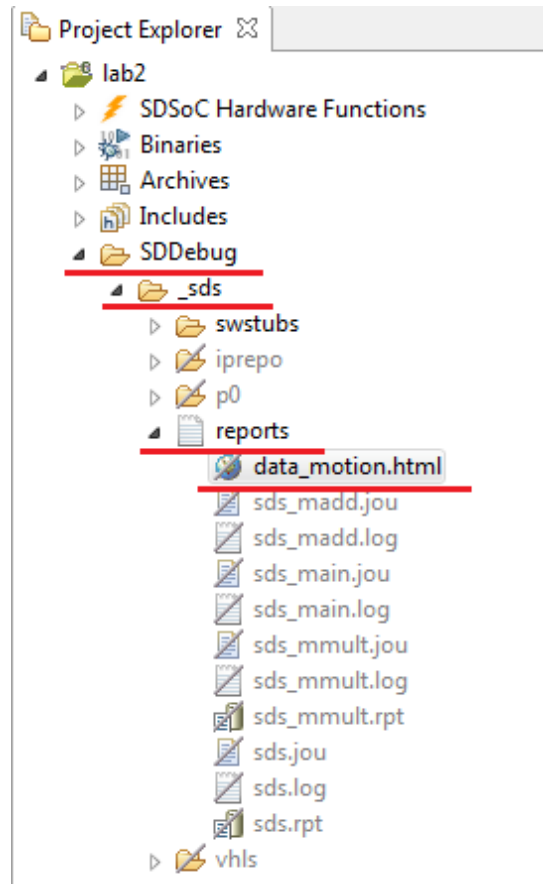 Project Explorer
lab2
SDSoC Hardware Functions
Binaries
Archives
Includes
SDDebug
_sds
swstubs
iprepo
p0
reports
data_motion.html
sds_madd.jou
sds_madd.log
sds_main.jou
sds_main.log
sds_mmult.jou
sds_mmult.log
sds_mmult.rpt
sds.jou
sds.log
sds.rpt
vhls